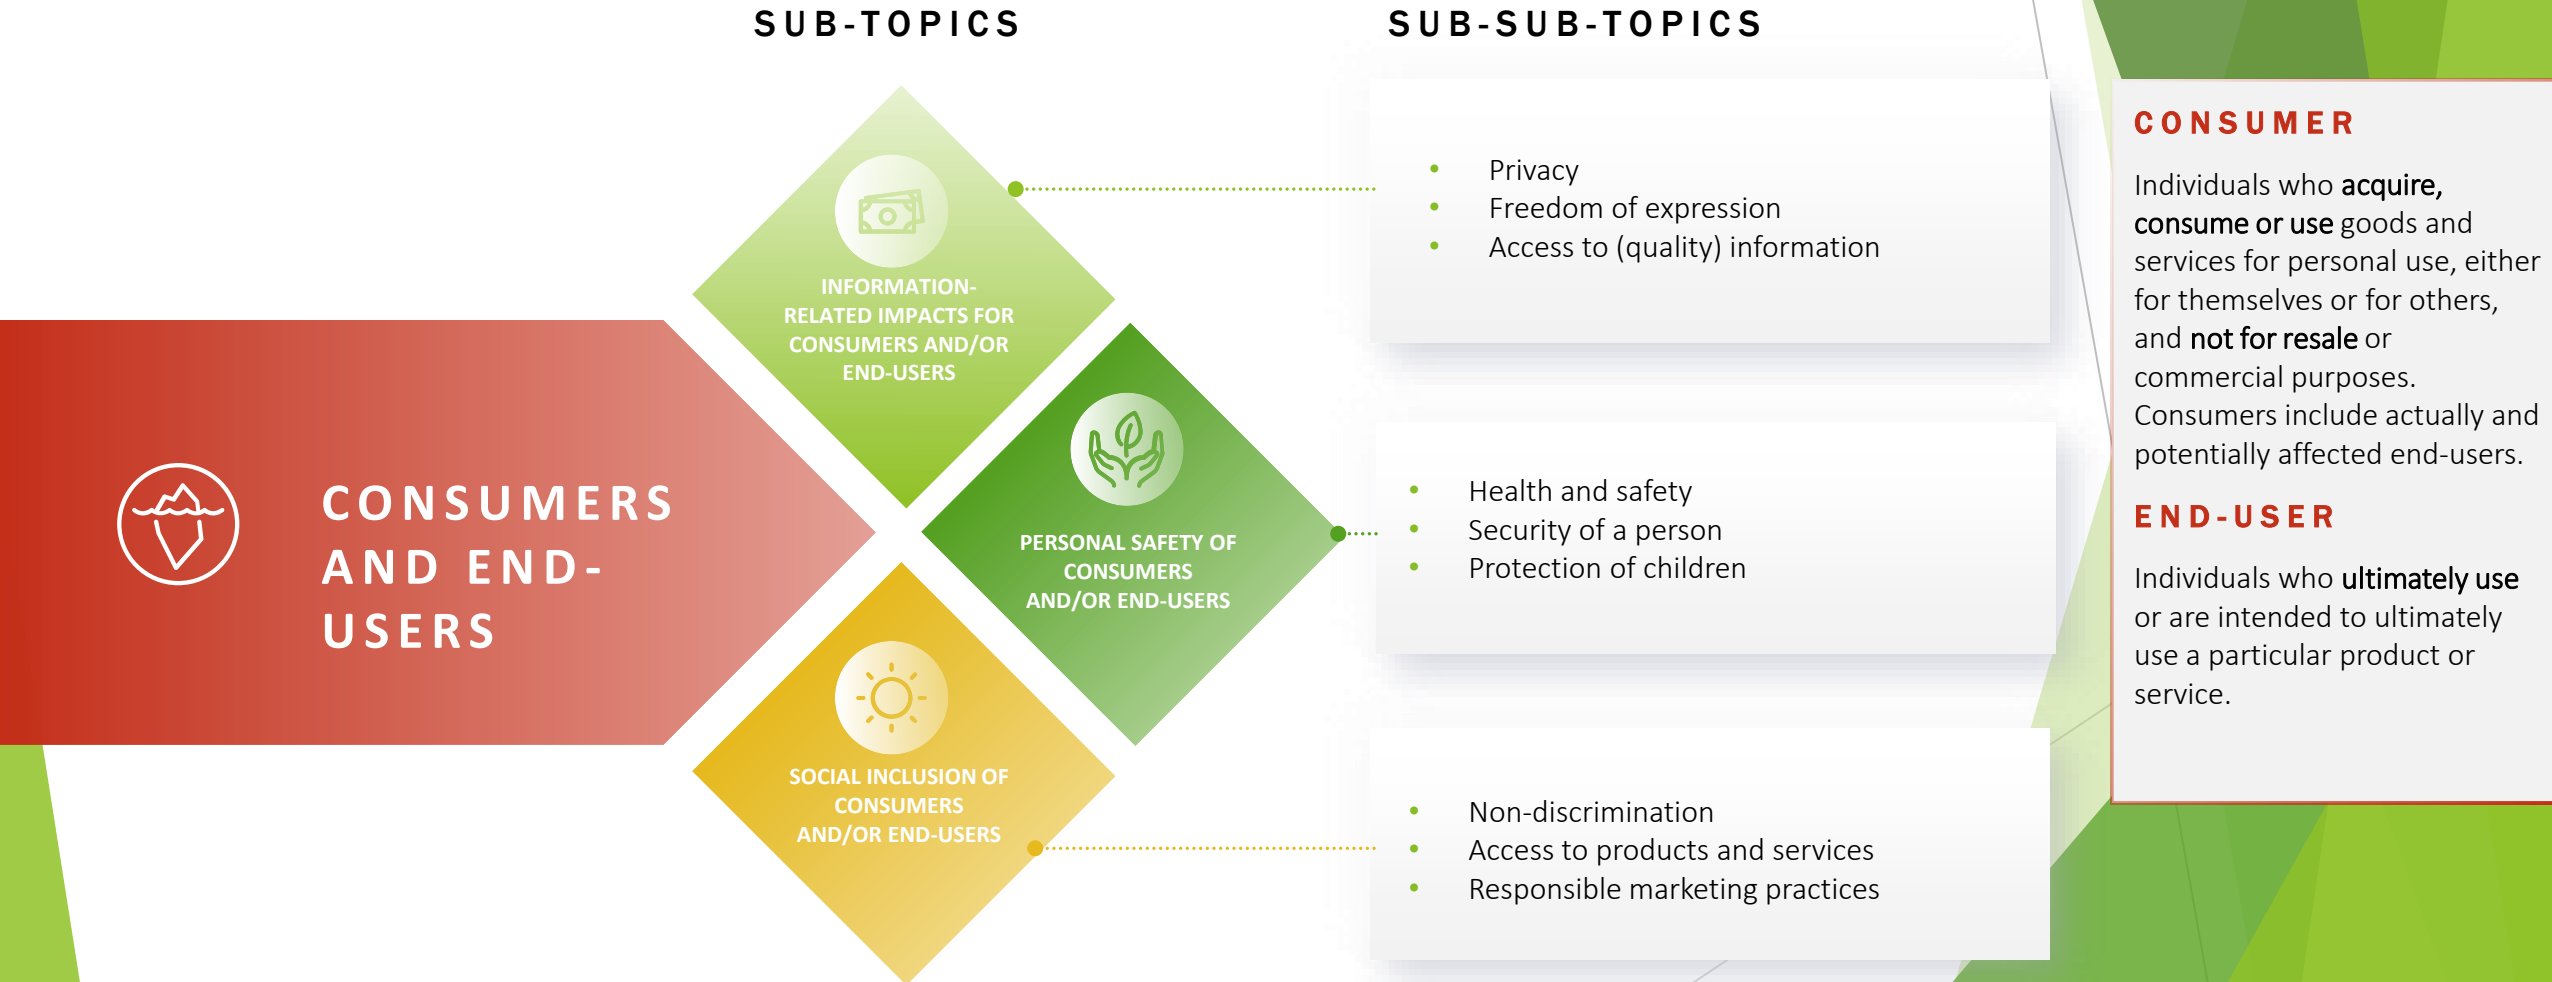 SUB-TOPICS
SUB-SUB-TOPICS
CONSUMERS
AND END-
USERS
INFORMATION-
RELATED IMPACTS FOR
CONSUMERS AND/OR
END-USERS
• Privacy
• Freedom of expression
• Access to (quality) information
PERSONAL SAFETY OF
CONSUMERS
AND/OR END-USERS
• Health and safety
• Security of a person
• Protection of children
SOCIAL INCLUSION OF
CONSUMERS
AND/OR END-USERS
• Non-discrimination
• Access to products and services
• Responsible marketing practices
CONSUMER
Individuals who acquire,
consume or use goods and
services for personal use, either
for themselves or for others,
and not for resale or
commercial purposes.
Consumers include actually and
potentially affected end-users.
END-USER
Individuals who ultimately use
or are intended to ultimately
use a particular product or
service.